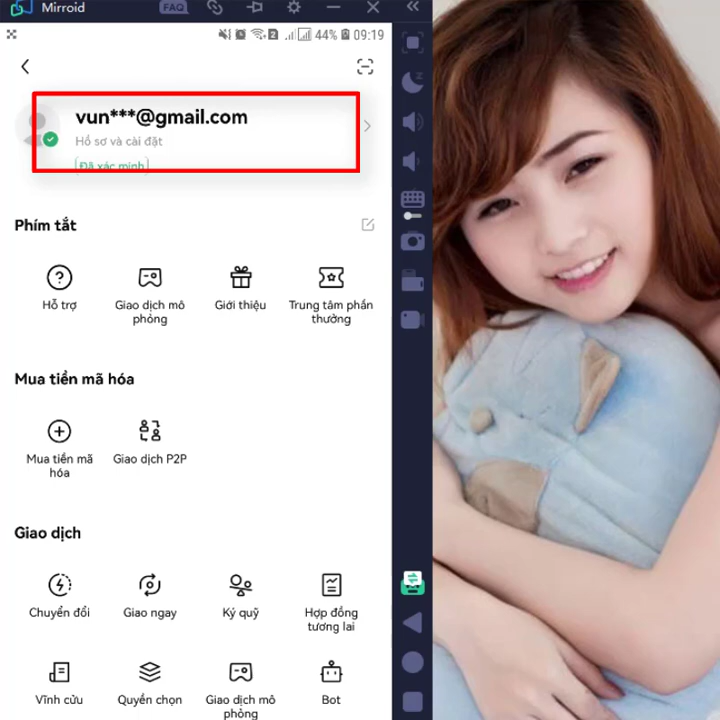 Mirroid
FAQ
44% 09:19
vun***@gmail.com
Hồ sơ và cài đặt
Đã xác minh
Phím tắt
Hỗ trợ
Giao dịch mô phỏng
Giới thiệu
Trung tâm phần thưởng
Mua tiền mã hóa
Mua tiền mã hóa
Giao dịch P2P
Giao dịch
Chuyển đổi
Giao ngay
Ký quỹ
Hợp đồng tương lai
Vĩnh cửu
Quyền chọn
Giao dịch mô phỏng
Bot